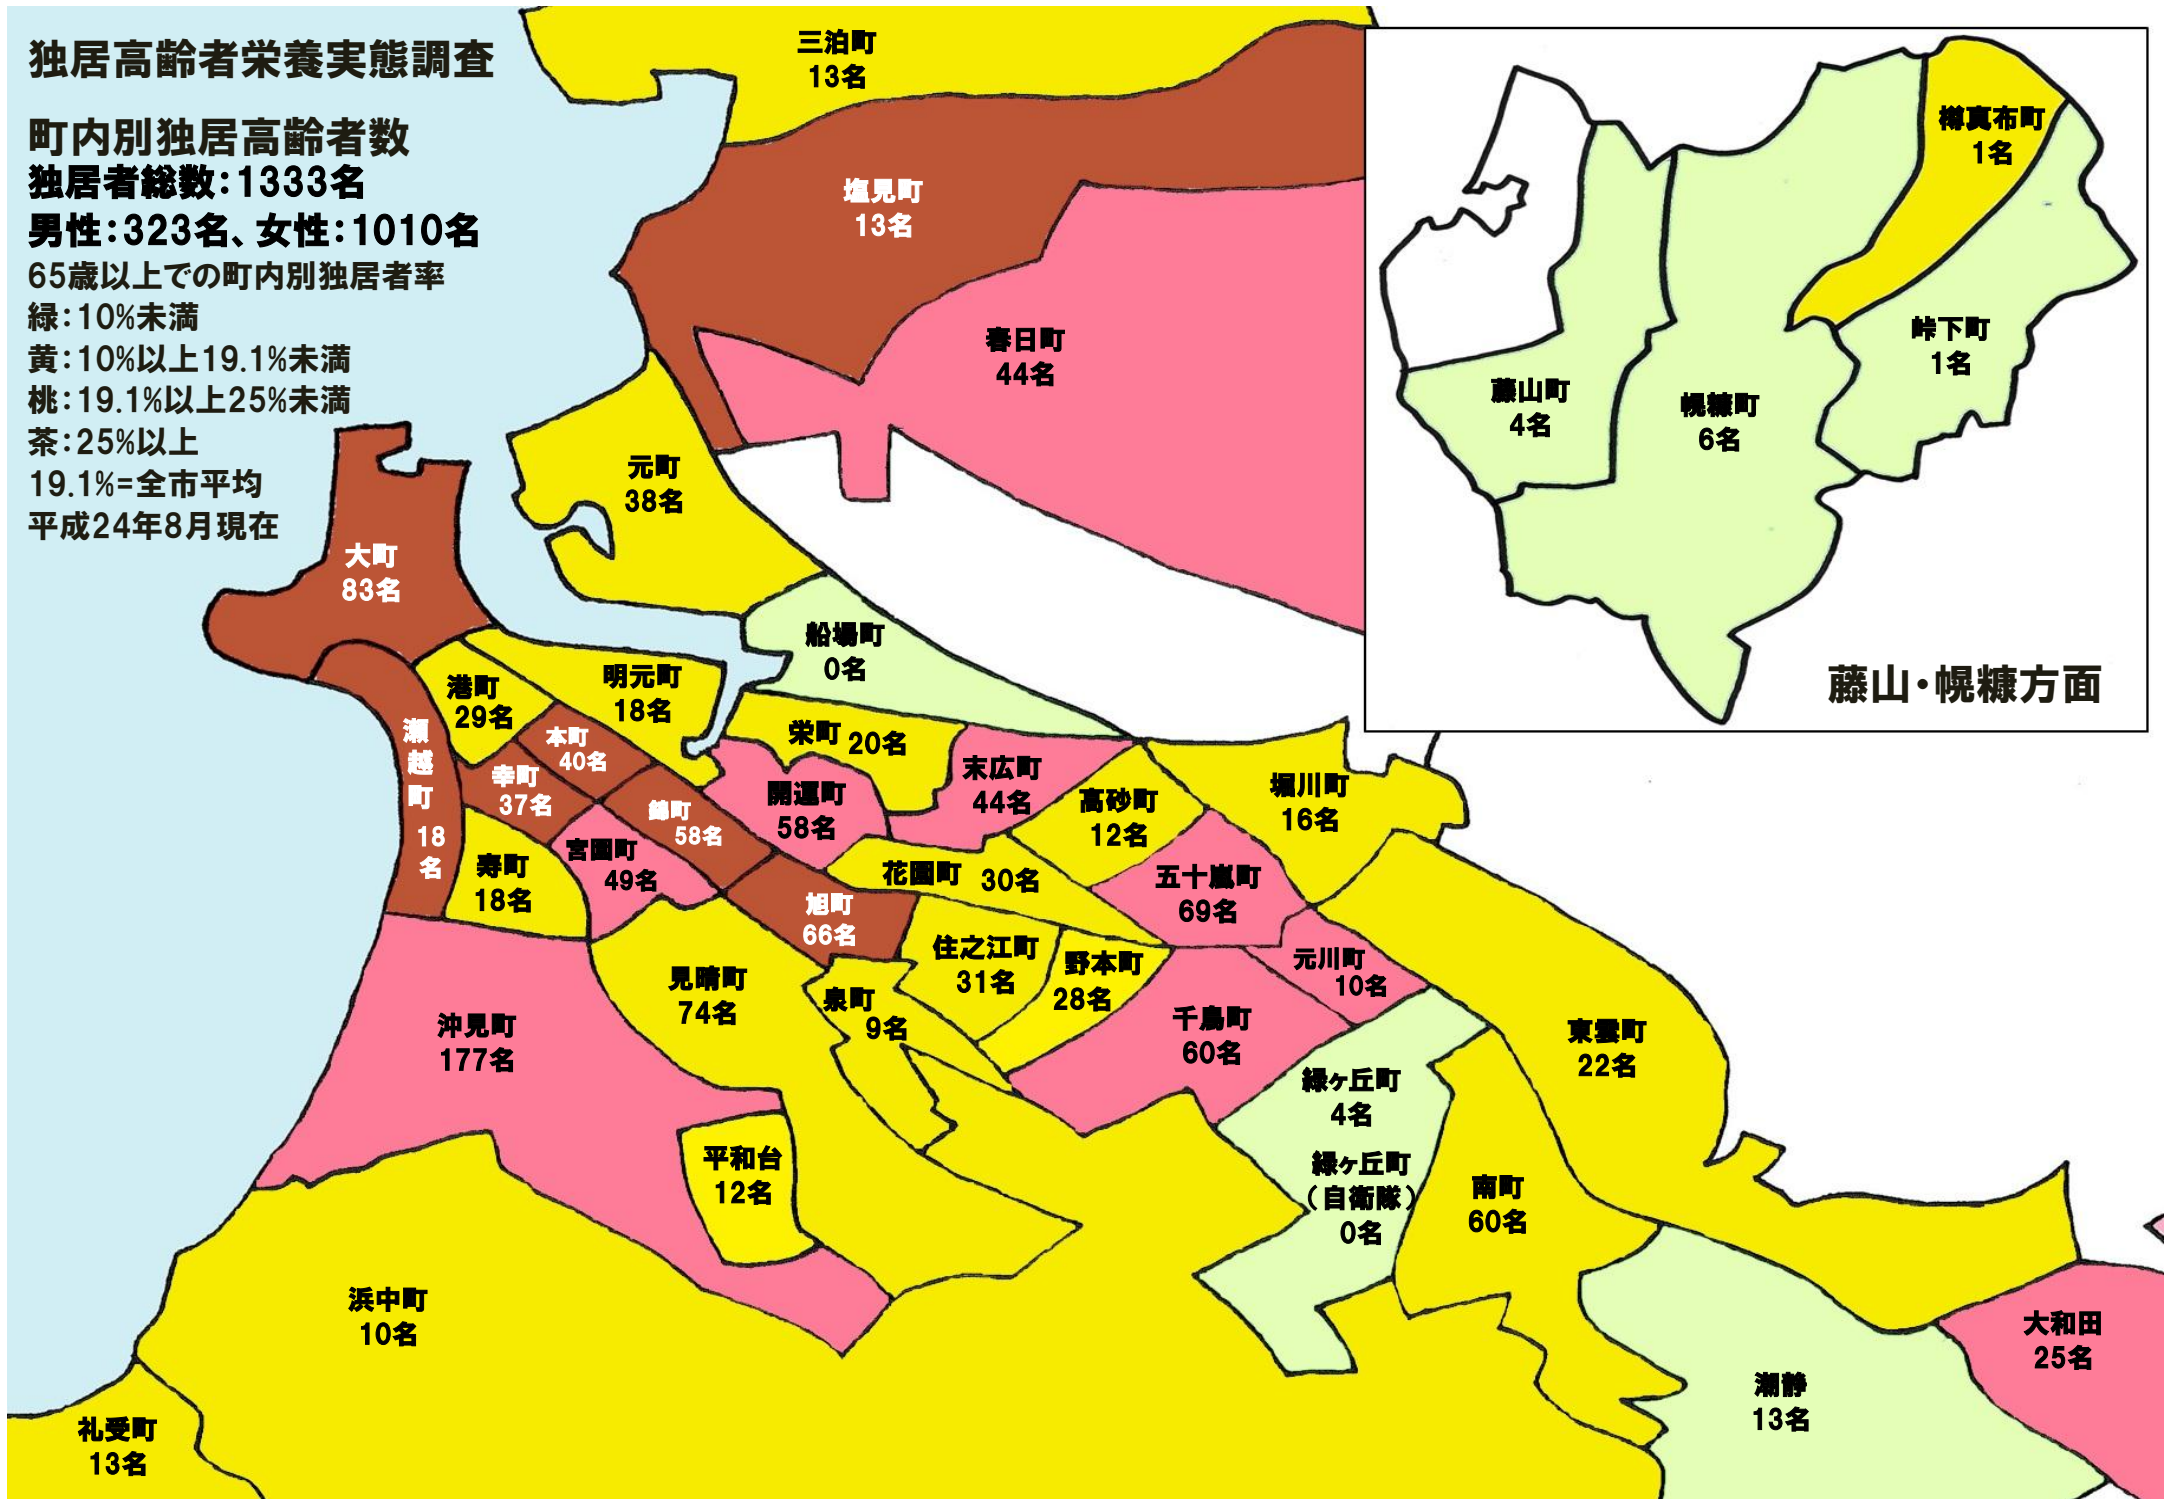 独居高齢者栄養実態調査
町内別独居高齢者数
独居者総数：1333名
男性：323名、女性：1010名
65歳以上での町内別独居者率
緑：10%未満
黄：10%以上19.1%未満
桃：19.1%以上25%未満
茶：25%以上
19.1%=全市平均
平成24年8月現在
三泊町
13名
塩見町
13名
春日町
44名
元町
38名
大町
83名
船場町
0名
港町
29名
明元町
18名
瀬越町
18名
本町
40名
幸町
37名
栄町 20名
末広町
44名
開運町
58名
錦町
58名
高砂町
12名
堀川町
16名
寿町
18名
宮園町
49名
花園町 30名
五十嵐町
69名
旭町
66名
住之江町
31名
野本町
28名
元川町
10名
見晴町
74名
泉町
9名
千鳥町
60名
沖見町
177名
東雲町
22名
緑ヶ丘町
4名
緑ヶ丘町
（自衛隊）
0名
平和台
12名
南町
60名
浜中町
10名
大和田
25名
潮静
13名
礼受町
13名
樽真布町
1名
峠下町
1名
藤山町
4名
幌糠町
6名
藤山・幌糠方面